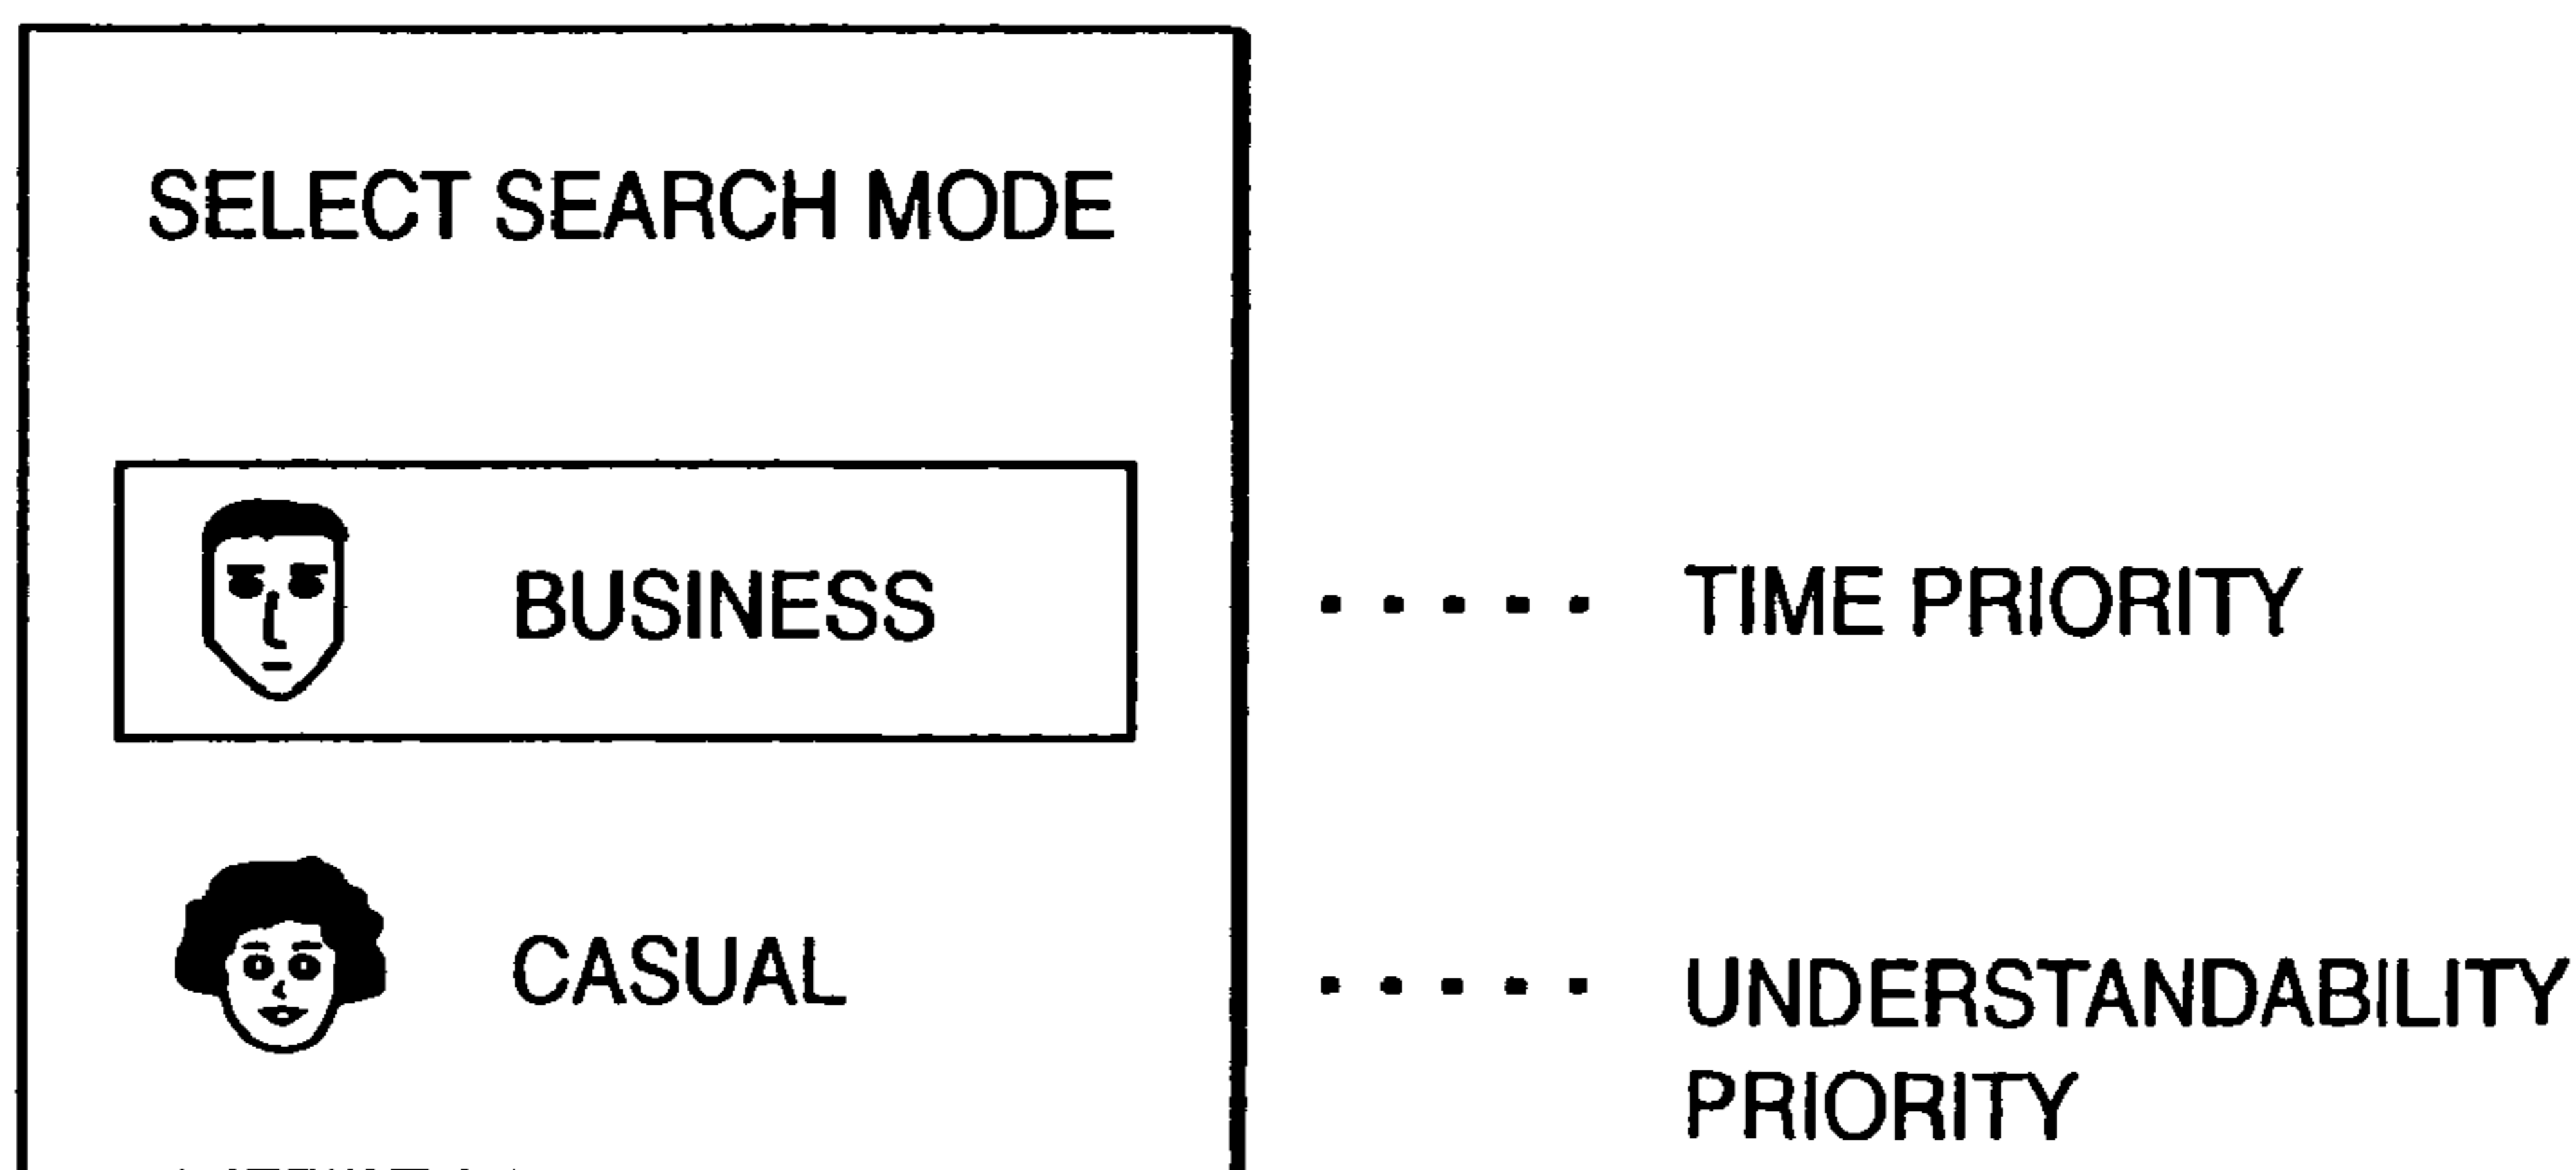 SELECT SEARCH MODE
BUSINESS ..... TIME PRIORITY
CASUAL ..... UNDERSTANDABILITY
PRIORITY